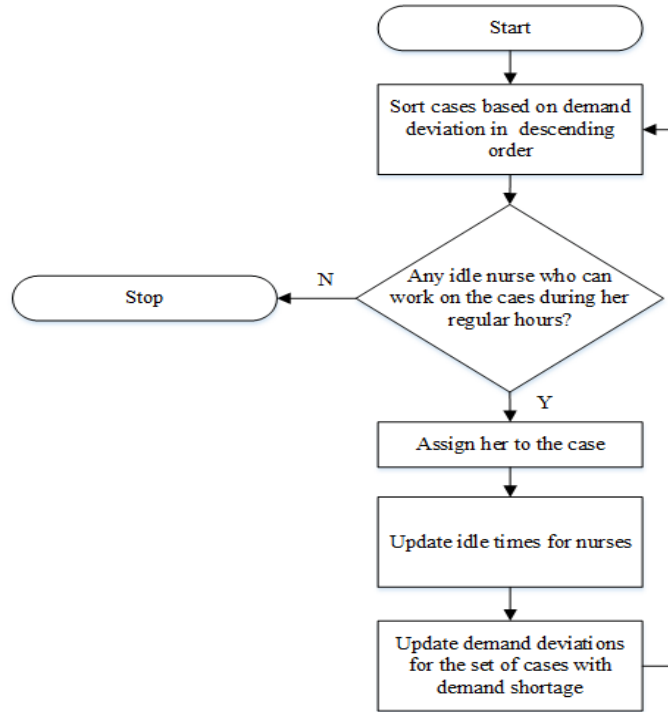 Start
Sort cases based on demand
deviation in descending
order
Any idle nurse who can
work on the caes during her
regular hours?
N
Stop
Y
Assign her to the case
Update idle times for nurses
Update demand deviations
for the set of cases with
demand shortage